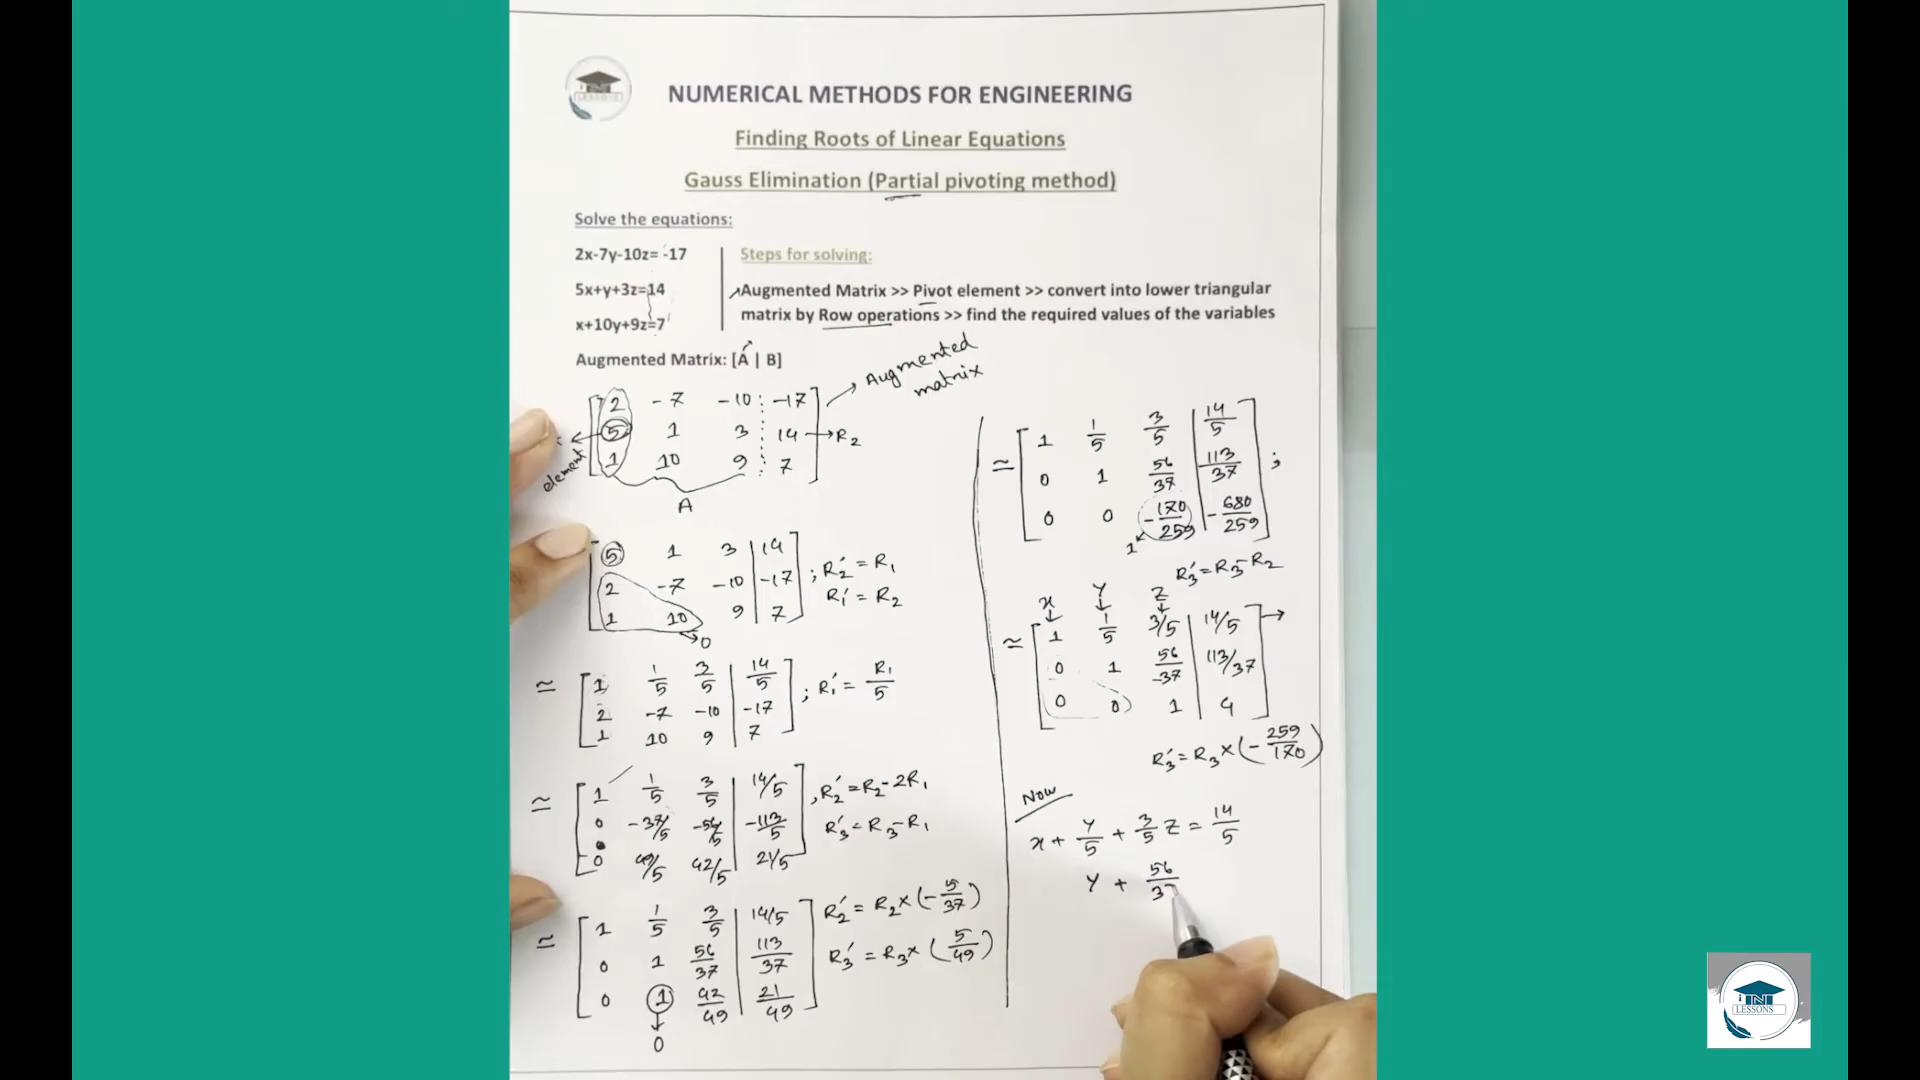 NUMERICAL METHODS FOR ENGINEERING
Finding Roots of Linear Equations
Gauss Elimination (Partial pivoting method)
Solve the equations:
2x-7y-10z= -17
5x+y+3z=14
x+10y+9z=7
Steps for solving:
Augmented Matrix >> Pivot element >> convert into lower triangular
matrix by Row operations >> find the required values of the variables
Augmented Matrix: [A | B]
Augmented
matrix
2 -7 -10 : -17
5 1 3 : 14 → R2
1 10 9 : 7
element
A
5 1 3 | 14
2 -7 -10 | -17 ; R2' = R1
1 10 9 | 7 R1' = R2
→ 0
≃ 1 1/5 3/5 | 14/5 ; R1' = R1/5
2 -7 -10 | -17
1 10 9 | 7
≃ 1 1/5 3/5 | 14/5 , R2' = R2-2R1
0 -37/5 -56/5 | -113/5 R3' = R3-R1
0 49/5 42/5 | 21/5
≃ 1 1/5 3/5 | 14/5 R2' = R2 x (-5/37)
0 1 56/37 | 113/37 R3' = R3 x (5/49)
0 1 42/49 | 21/49
0
≃ 1 1/5 3/5 | 14/5
0 1 56/37 | 113/37 ;
0 0 -170/259 | -680/259
1
R3' = R3-R2
x y z
≃ 1 1/5 3/5 | 14/5 →
0 1 56/37 | 113/37
0 0 1 | 4
R3' = R3 x (-259/170)
Now
x + y/5 + 3/5 z = 14/5
y + 56/37
LESSONS